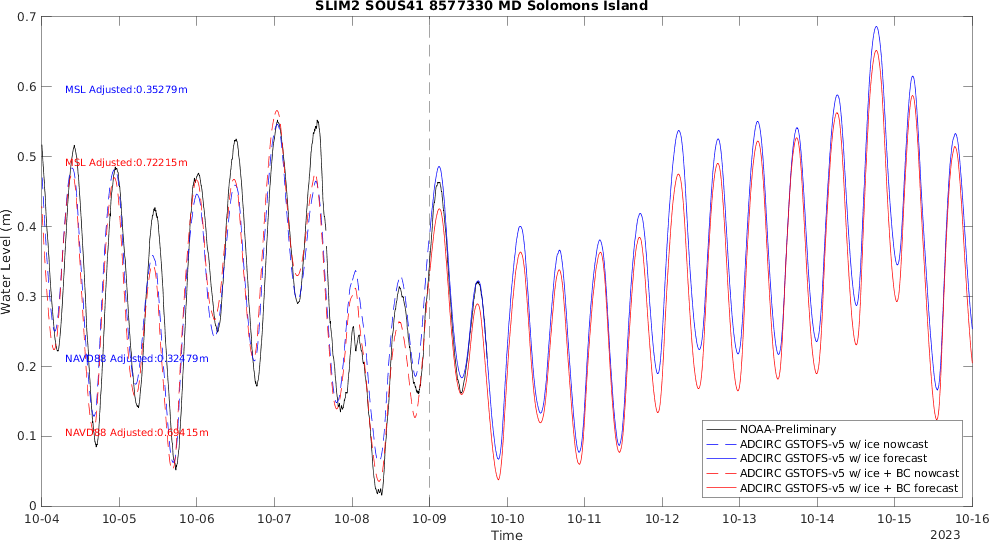 SLIM2 SOUS41 8577330 MD Solomons Island
Water Level (m)
0.7
0.6
0.5
0.4
0.3
0.2
0.1
0
MSL Adjusted:0.35279m
MSL Adjusted:0.72215m
NAVD88 Adjusted:0.32479m
NAVD88 Adjusted:0.69415m
NOAA-Preliminary
ADCIRC GSTOFS-v5 w/ ice nowcast
ADCIRC GSTOFS-v5 w/ ice forecast
ADCIRC GSTOFS-v5 w/ ice + BC nowcast
ADCIRC GSTOFS-v5 w/ ice + BC forecast
10-04 10-05 10-06 10-07 10-08 10-09 10-10 10-11 10-12 10-13 10-14 10-15 10-16
Time
2023